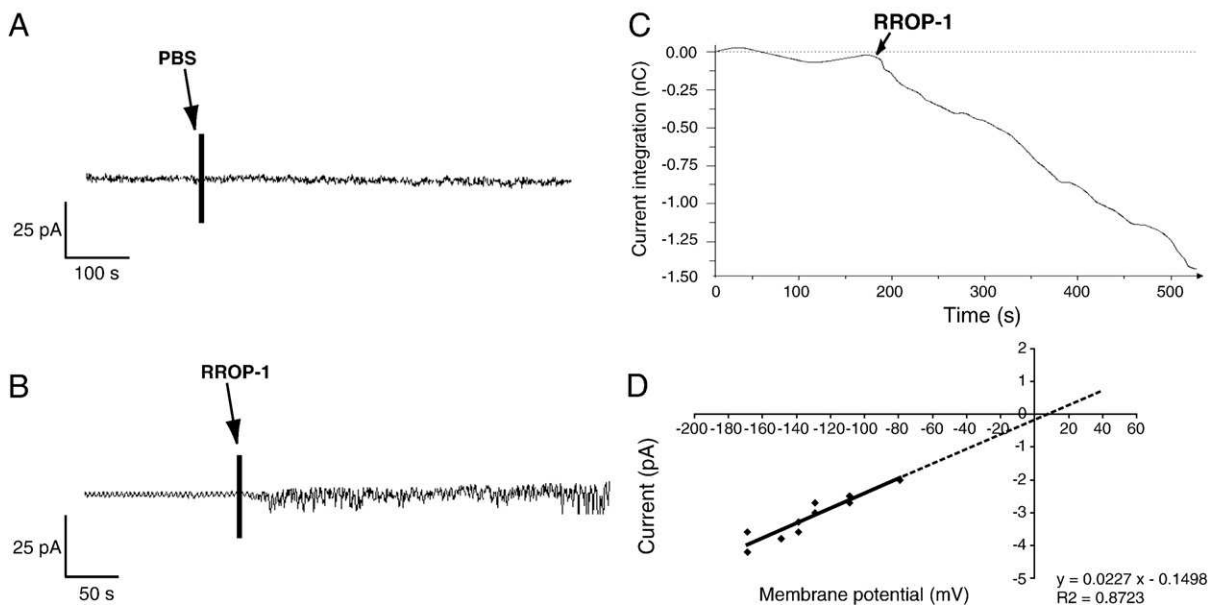 A
PBS
25 pA
100 s
B
RROP-1
25 pA
50 s
C
RROP-1
Current integration (nC)
0.00
-0.25
-0.50
-0.75
-1.00
-1.25
-1.50
0 100 200 300 400 500
Time (s)
D
2
1
0
-1
-2
-3
-4
-5
-200 -180 -160 -140 -120 -100 -80 -60 -40 -20 0 20 40 60
Current (pA)
Membrane potential (mV)
y = 0.0227 x - 0.1498
R2 = 0.8723